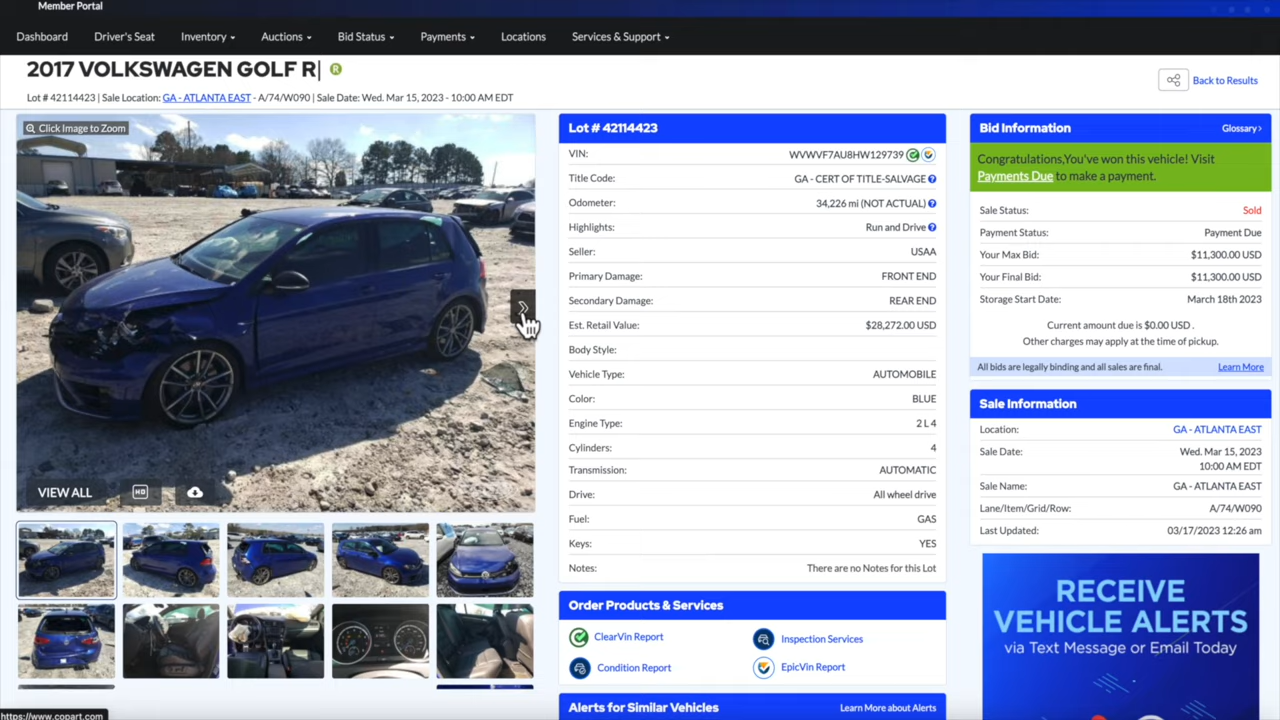 Member Portal
Dashboard
Driver's Seat
Inventory
Auctions
Bid Status
Payments
Locations
Services & Support
2017 VOLKSWAGEN GOLF R|
R
Lot # 42114423 | Sale Location: GA - ATLANTA EAST - A/74/W090 | Sale Date: Wed. Mar 15, 2023 - 10:00 AM EDT
Back to Results
Click Image to Zoom
VIEW ALL
HD
Lot # 42114423
VIN: WVWVF7AU8HW129739
Title Code: GA - CERT OF TITLE-SALVAGE ?
Odometer: 34,226 mi (NOT ACTUAL) ?
Highlights: Run and Drive ?
Seller: USAA
Primary Damage: FRONT END
Secondary Damage: REAR END
Est. Retail Value: $28,272.00 USD
Body Style:
Vehicle Type: AUTOMOBILE
Color: BLUE
Engine Type: 2 L 4
Cylinders: 4
Transmission: AUTOMATIC
Drive: All wheel drive
Fuel: GAS
Keys: YES
Notes: There are no Notes for this Lot
Order Products & Services
ClearVin Report
Inspection Services
Condition Report
EpicVin Report
Alerts for Similar Vehicles
Learn More about Alerts
Bid Information
Glossary›
Congratulations,You've won this vehicle! Visit
Payments Due to make a payment.
Sale Status: Sold
Payment Status: Payment Due
Your Max Bid: $11,300.00 USD
Your Final Bid: $11,300.00 USD
Storage Start Date: March 18th 2023
Current amount due is $0.00 USD .
Other charges may apply at the time of pickup.
All bids are legally binding and all sales are final. Learn More
Sale Information
Location: GA - ATLANTA EAST
Sale Date: Wed. Mar 15, 2023
10:00 AM EDT
Sale Name: GA - ATLANTA EAST
Lane/Item/Grid/Row: A/74/W090
Last Updated: 03/17/2023 12:26 am
RECEIVE
VEHICLE ALERTS
via Text Message or Email Today
https://www.copart.com